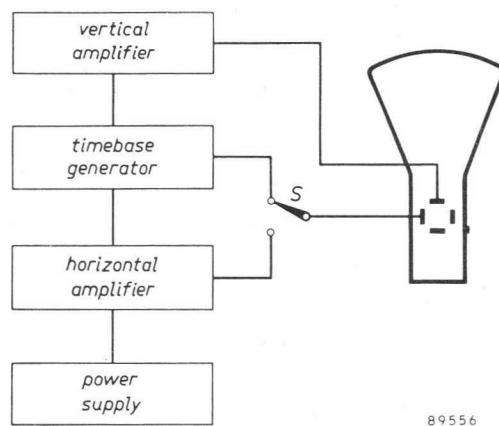 vertical
amplifier
timebase
generator
S
horizontal
amplifier
power
supply
89556